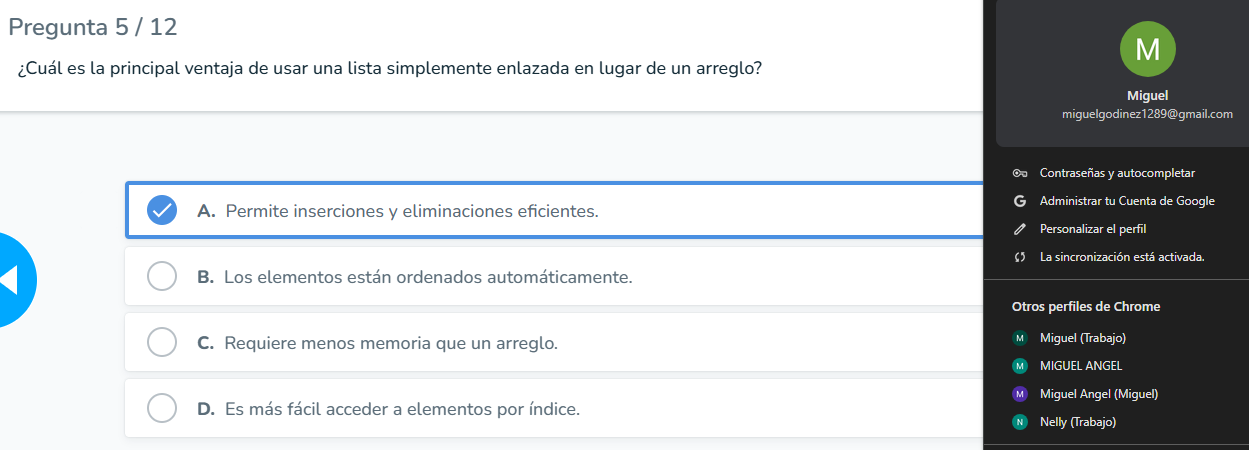 Pregunta 5 / 12
¿Cuál es la principal ventaja de usar una lista simplemente enlazada en lugar de un arreglo?
A. Permite inserciones y eliminaciones eficientes.
B. Los elementos están ordenados automáticamente.
C. Requiere menos memoria que un arreglo.
D. Es más fácil acceder a elementos por índice.
M
Miguel
miguelgodinez1289@gmail.com
Contraseñas y autocompletar
G Administrar tu Cuenta de Google
Personalizar el perfil
La sincronización está activada.
Otros perfiles de Chrome
M Miguel (Trabajo)
M MIGUEL ANGEL
M Miguel Angel (Miguel)
N Nelly (Trabajo)